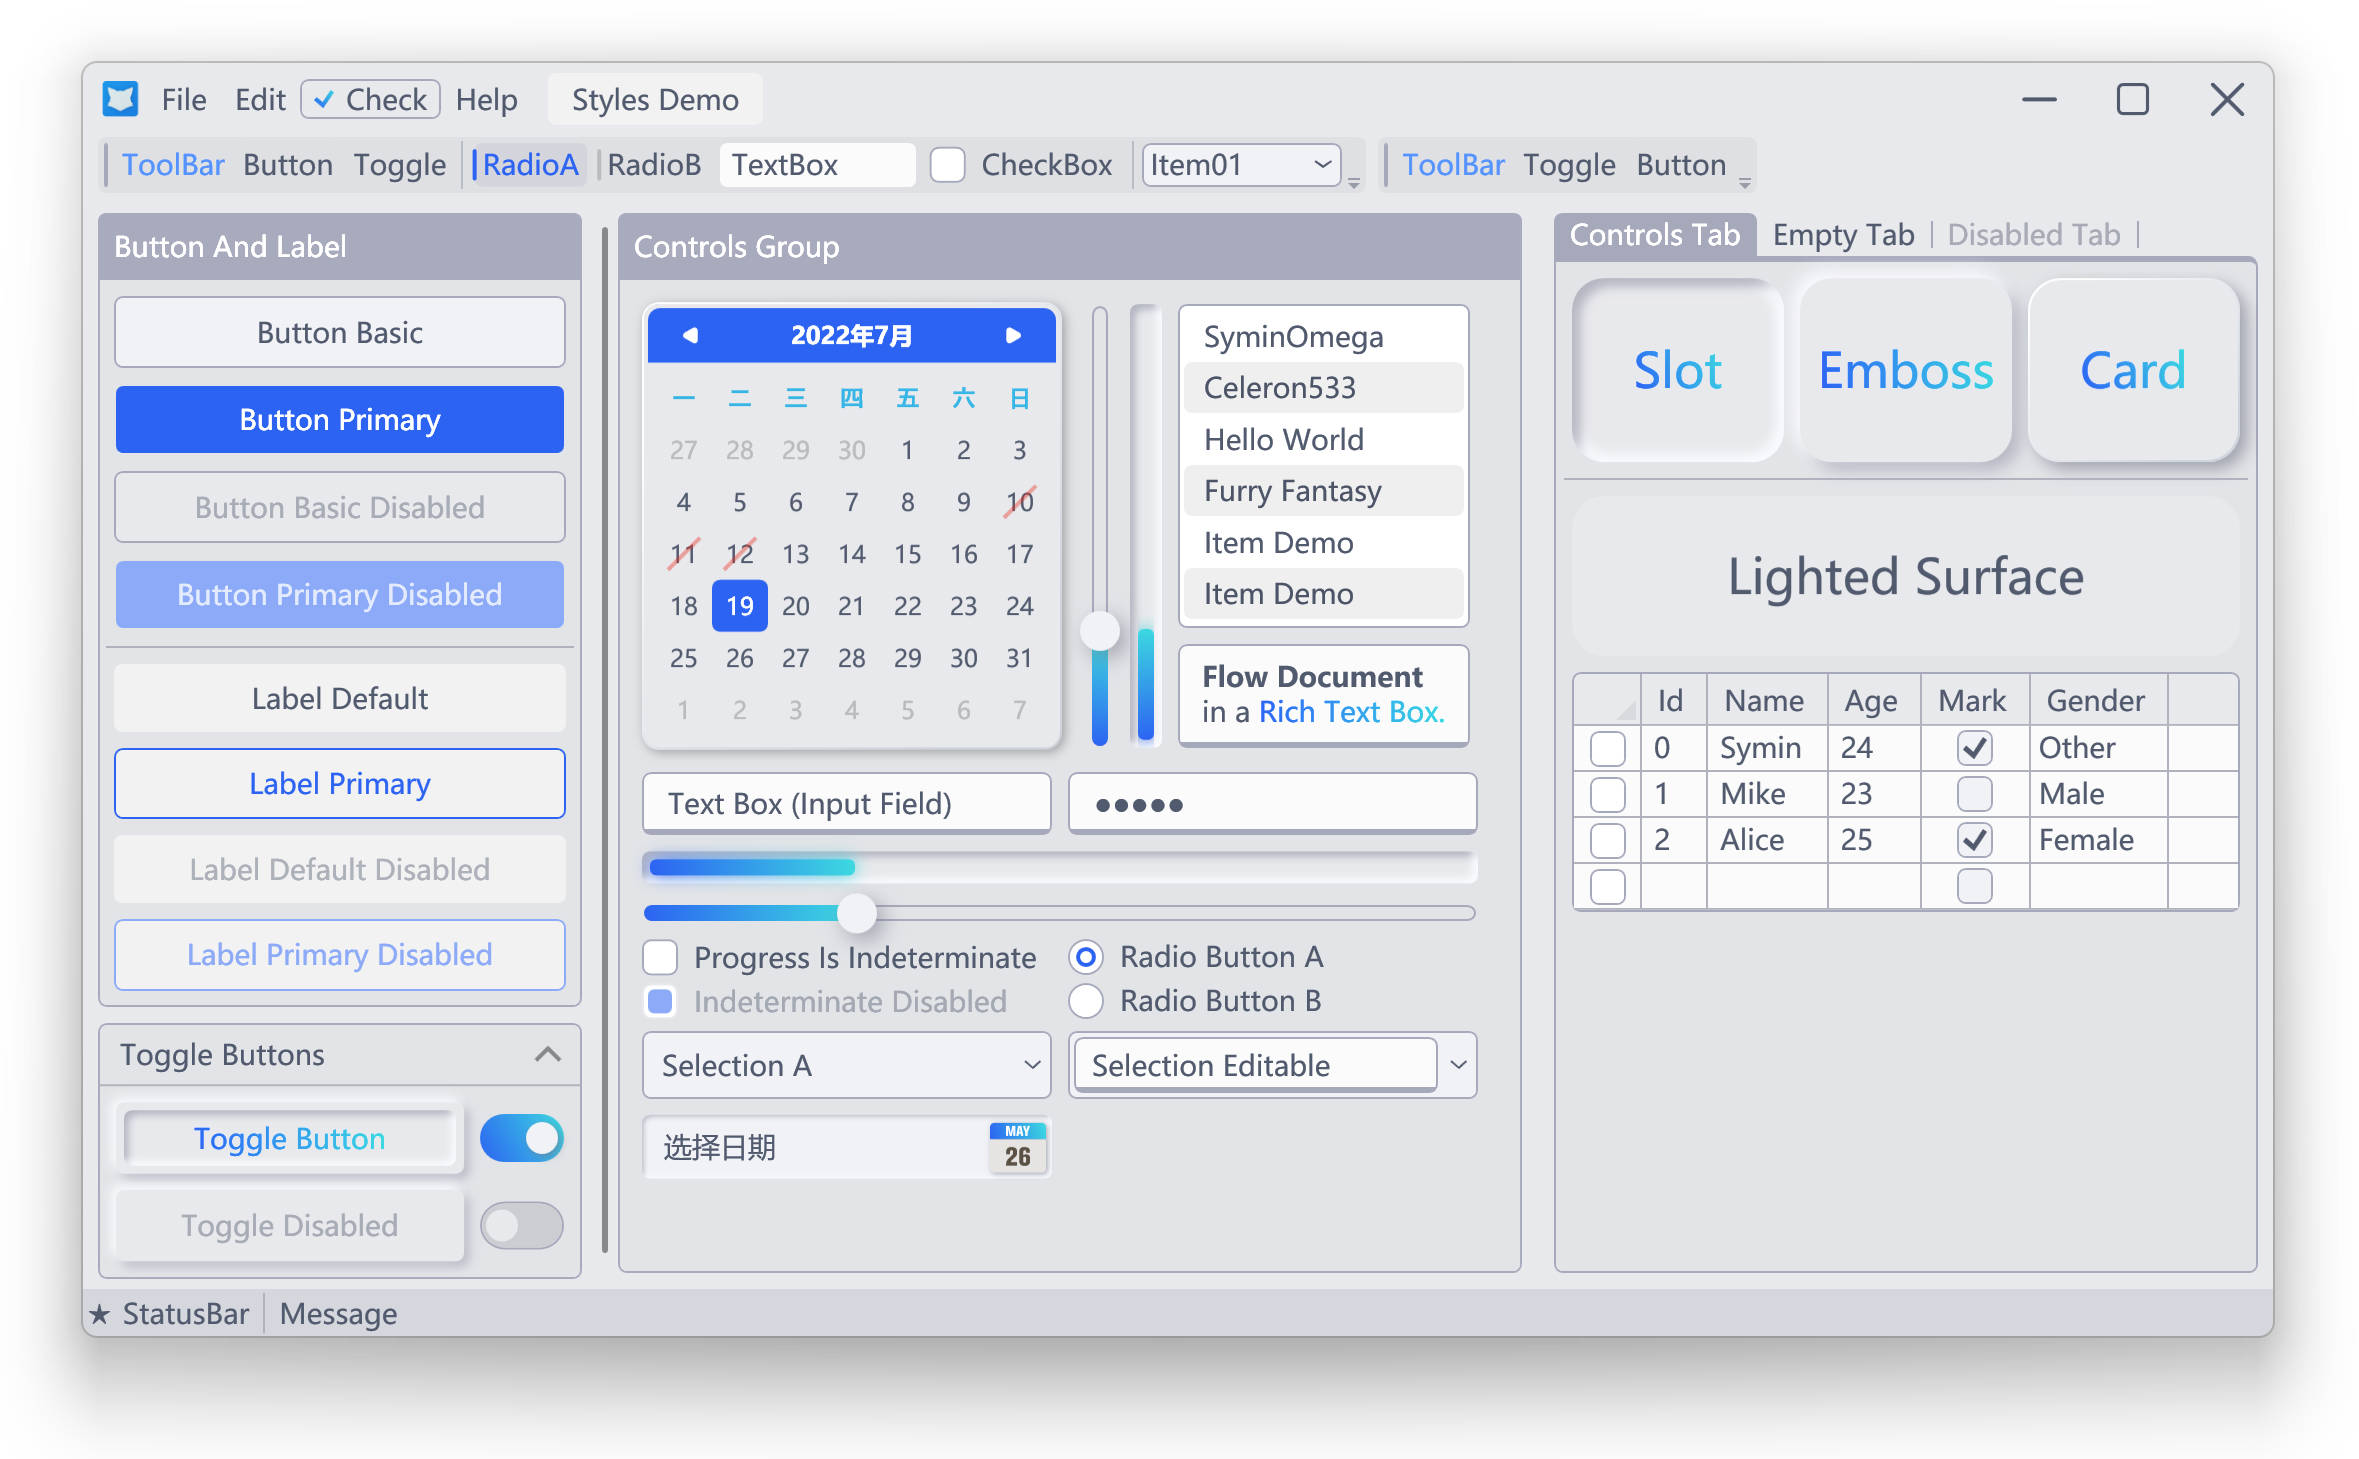 File Edit Check Help Styles Demo
ToolBar Button Toggle RadioA RadioB TextBox CheckBox Item01 ToolBar Toggle Button
Button And Label
Button Basic
Button Primary
Button Basic Disabled
Button Primary Disabled
Label Default
Label Primary
Label Default Disabled
Label Primary Disabled
Toggle Buttons
Toggle Button
Toggle Disabled
Controls Group
2022年7月
一 二 三 四 五 六 日
27 28 29 30 1 2 3
4 5 6 7 8 9 10
11 12 13 14 15 16 17
18 19 20 21 22 23 24
25 26 27 28 29 30 31
1 2 3 4 5 6 7
SyminOmega
Celeron533
Hello World
Furry Fantasy
Item Demo
Item Demo
Flow Document
in a Rich Text Box.
Text Box (Input Field)
●●●●●
Progress Is Indeterminate
Radio Button A
Indeterminate Disabled
Radio Button B
Selection A
Selection Editable
选择日期
MAY
26
Controls Tab Empty Tab Disabled Tab
Slot Emboss Card
Lighted Surface
Id Name Age Mark Gender
0 Symin 24 Other
1 Mike 23 Male
2 Alice 25 Female
★ StatusBar Message